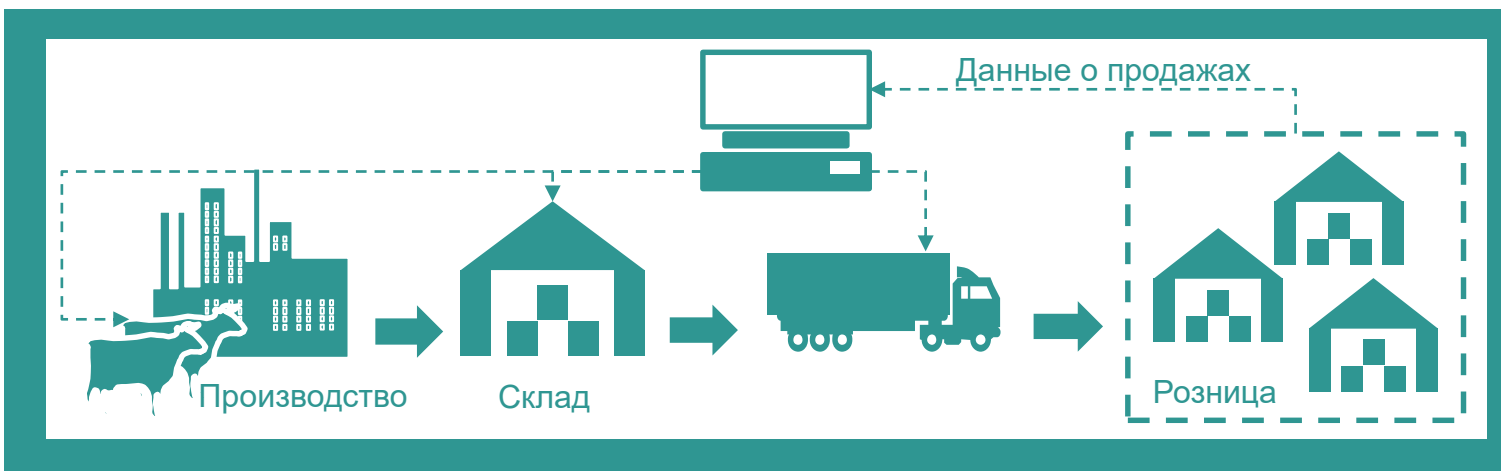 Данные о продажах
Производство
Склад
Розница